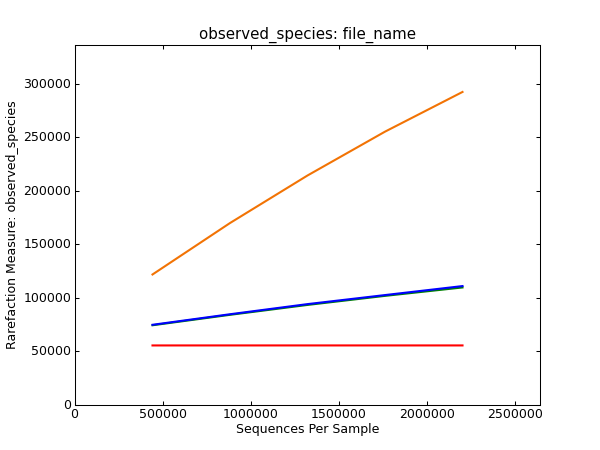 observed_species: file_name
Rarefaction Measure: observed_species
300000
250000
200000
150000
100000
50000
0
0 500000 1000000 1500000 2000000 2500000
Sequences Per Sample